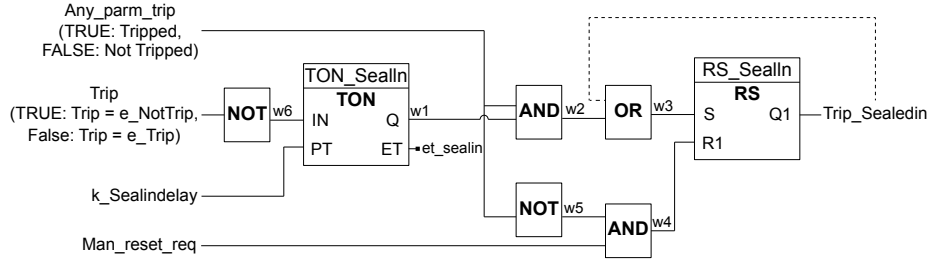 Any_parm_trip
(TRUE: Tripped,
FALSE: Not Tripped)
TON_SealIn
RS_SealIn
Trip
(TRUE: Trip = e_NotTrip,
False: Trip = e_Trip)
NOT
w6
TON
IN
Q
PT
ET
w1
et_sealin
AND
w2
OR
w3
RS
S
Q1
R1
Trip_Sealedin
k_Sealindelay
NOT
w5
AND
w4
Man_reset_req